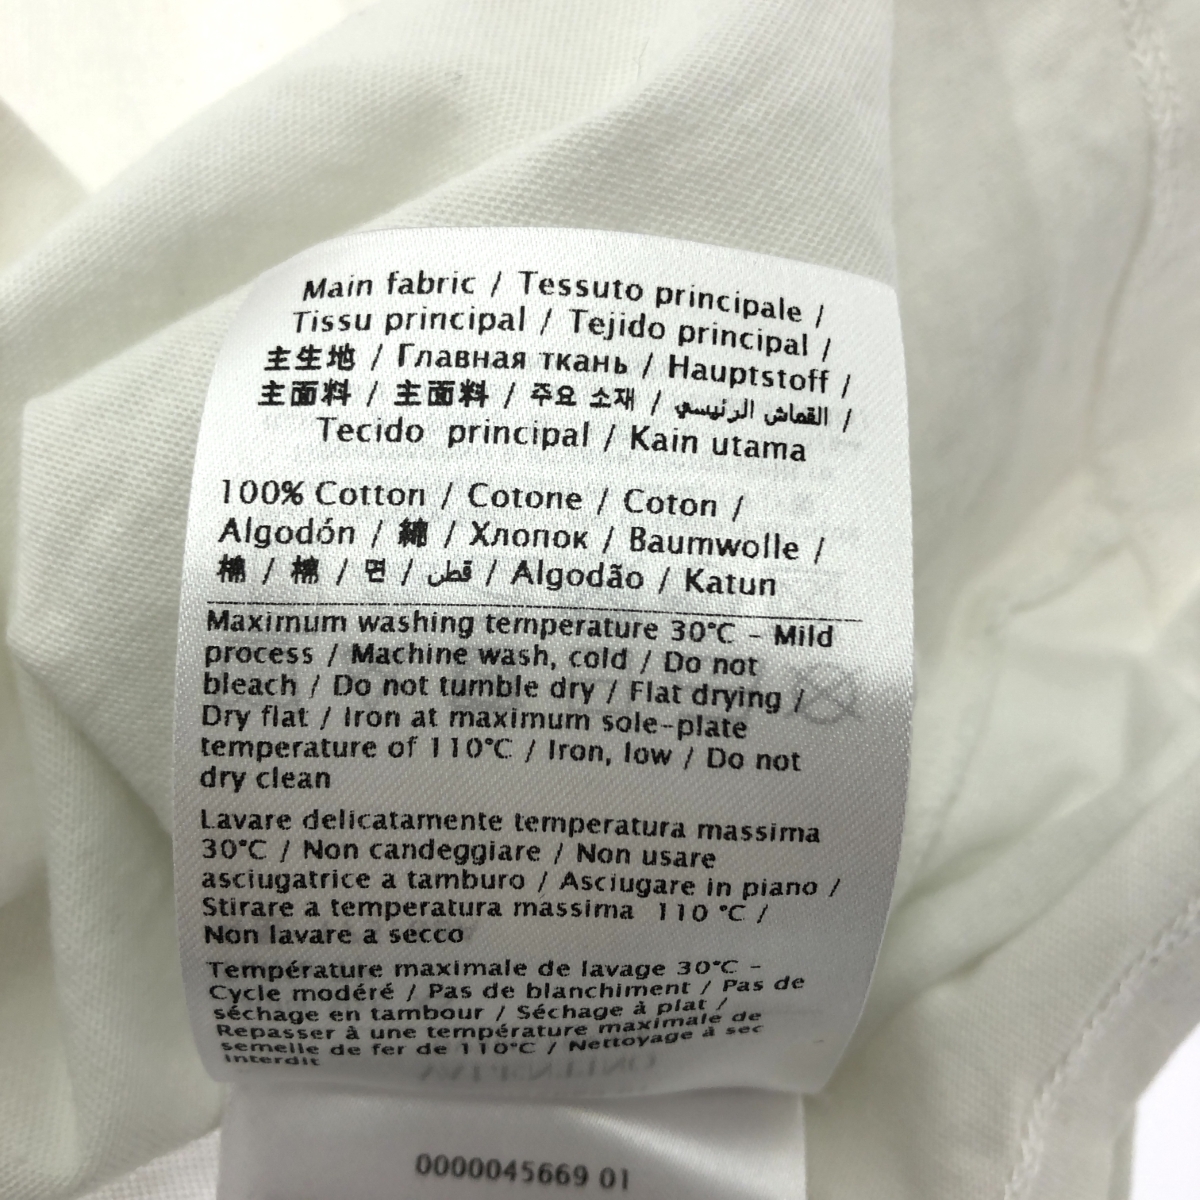 Main fabric / Tessuto principale /
Tissu principal / Tejido principal /
主生地 / Главная ткань / Hauptstoff /
主面料 / 主面料 / 주요 소재 / القماش الرئيسي /
Tecido principal / Kain utama
100% Cotton / Cotone / Coton /
Algodón / 綿 / Хлопок / Baumwolle /
棉 / 棉 / 면 / قطن / Algodão / Katun
Maximum washing temperature 30°C - Mild
process / Machine wash, cold / Do not
bleach / Do not tumble dry / Flat drying /
Dry flat / Iron at maximum sole-plate
temperature of 110°C / Iron, low / Do not
dry clean
Lavare delicatamente temperatura massima
30°C / Non candeggiare / Non usare
asciugatrice a tamburo / Asciugare in piano /
Stirare a temperatura massima 110 °C /
Non lavare a secco
Température maximale de lavage 30°C -
Cycle modéré / Pas de blanchiment / Pas de
séchage en tambour / Séchage à plat /
Repasser à une température maximale de
semelle de fer de 110°C / Nettoyage à sec
interdit
0000045669 01